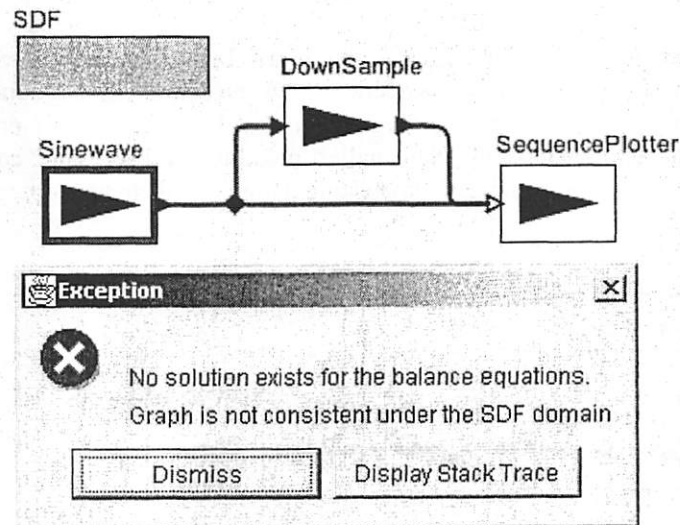 SDF
DownSample
Sinewave
SequencePlotter
Exception
No solution exists for the balance equations.
Graph is not consistent under the SDF domain
Dismiss
Display Stack Trace